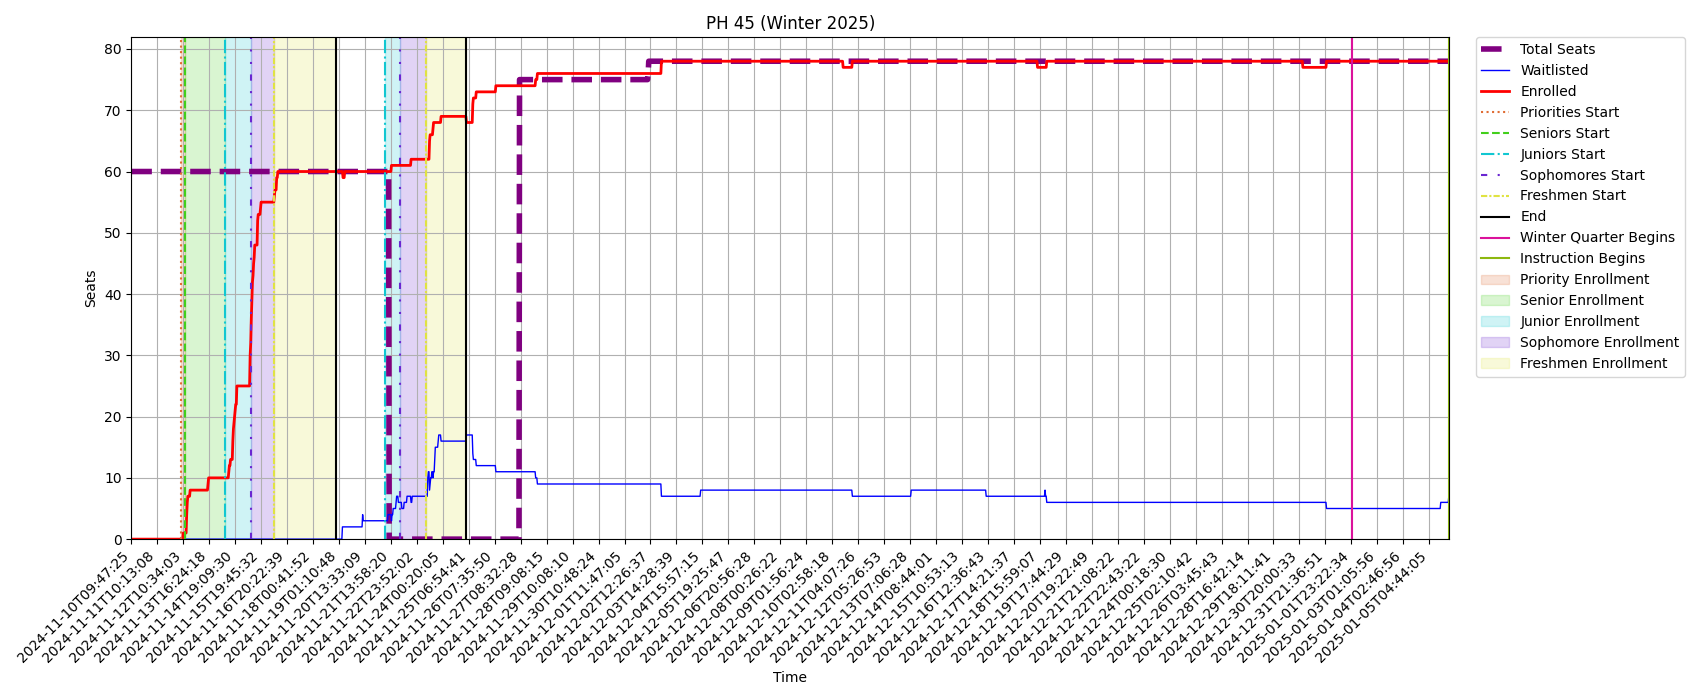 PH 45 (Winter 2025)
80
70
60
50
40
30
20
10
0
Seats
2024-11-10T09:47:25
2024-11-11T10:13:08
2024-11-12T10:34:03
2024-11-13T16:24:18
2024-11-14T19:09:30
2024-11-15T19:45:32
2024-11-16T20:22:39
2024-11-18T00:41:52
2024-11-19T01:10:48
2024-11-20T13:33:09
2024-11-21T23:58:20
2024-11-22T23:52:02
2024-11-24T00:20:05
2024-11-25T06:54:41
2024-11-26T07:35:50
2024-11-27T08:32:28
2024-11-28T09:08:15
2024-11-29T10:08:16
2024-11-30T10:48:24
2024-12-01T11:47:05
2024-12-02T12:26:37
2024-12-03T14:28:39
2024-12-04T15:57:15
2024-12-05T19:25:47
2024-12-06T20:56:28
2024-12-08T00:26:22
2024-12-09T01:56:24
2024-12-10T02:58:18
2024-12-11T04:07:26
2024-12-12T05:26:53
2024-12-13T07:06:28
2024-12-14T08:44:01
2024-12-15T10:53:13
2024-12-16T12:36:43
2024-12-17T14:21:37
2024-12-18T15:59:07
2024-12-19T17:44:29
2024-12-20T19:22:49
2024-12-21T21:08:22
2024-12-22T22:43:22
2024-12-24T00:18:30
2024-12-25T02:10:42
2024-12-26T03:45:43
2024-12-28T16:42:14
2024-12-29T18:11:41
2024-12-30T20:00:33
2024-12-31T21:36:51
2025-01-01T23:22:34
2025-01-03T01:05:56
2025-01-04T02:46:56
2025-01-05T04:44:05
Time
Total Seats
Waitlisted
Enrolled
Priorities Start
Seniors Start
Juniors Start
Sophomores Start
Freshmen Start
End
Winter Quarter Begins
Instruction Begins
Priority Enrollment
Senior Enrollment
Junior Enrollment
Sophomore Enrollment
Freshmen Enrollment